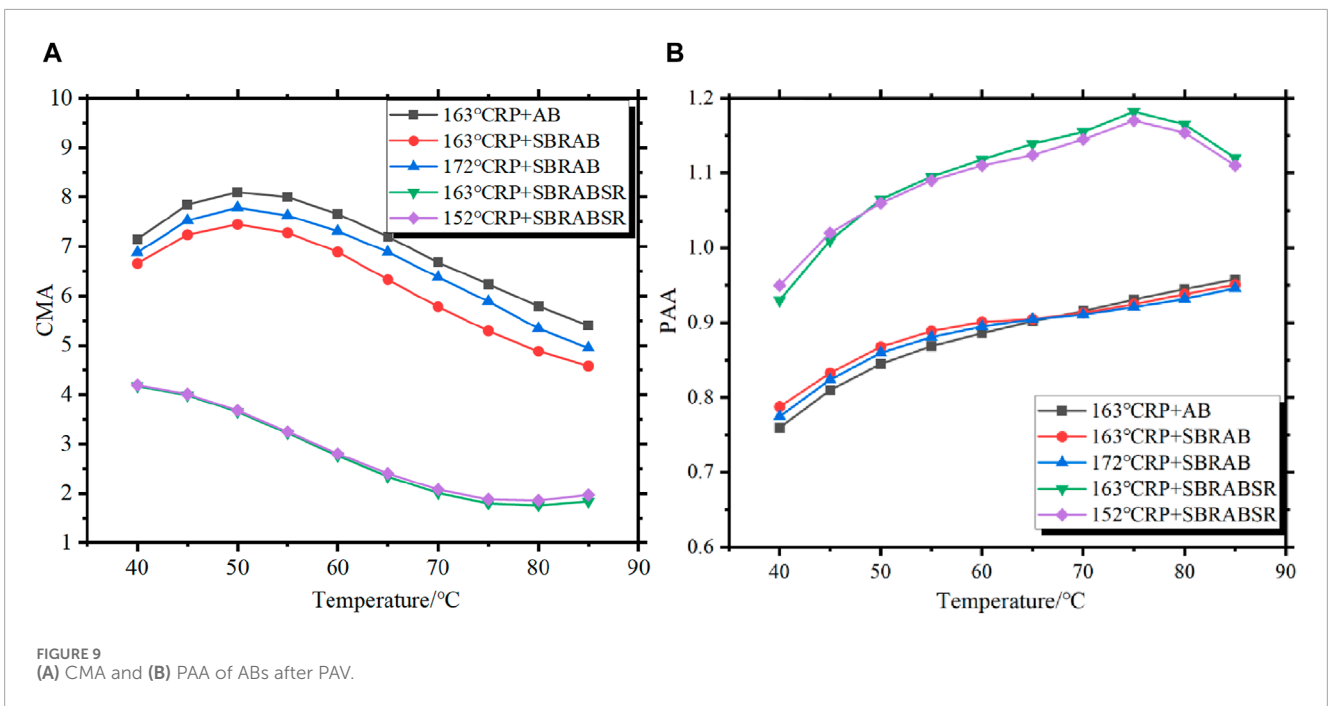 A
B
10
9
8
7
6
5
4
3
2
1
CMA
163°CRP+AB
163°CRP+SBRAB
172°CRP+SBRAB
163°CRP+SBRABSR
152°CRP+SBRABSR
40
50
60
70
80
90
Temperature/°C
1.2
1.1
1.0
0.9
0.8
0.7
0.6
PAA
163°CRP+AB
163°CRP+SBRAB
172°CRP+SBRAB
163°CRP+SBRABSR
152°CRP+SBRABSR
40
50
60
70
80
90
Temperature/°C
FIGURE 9
(A) CMA and (B) PAA of ABs after PAV.